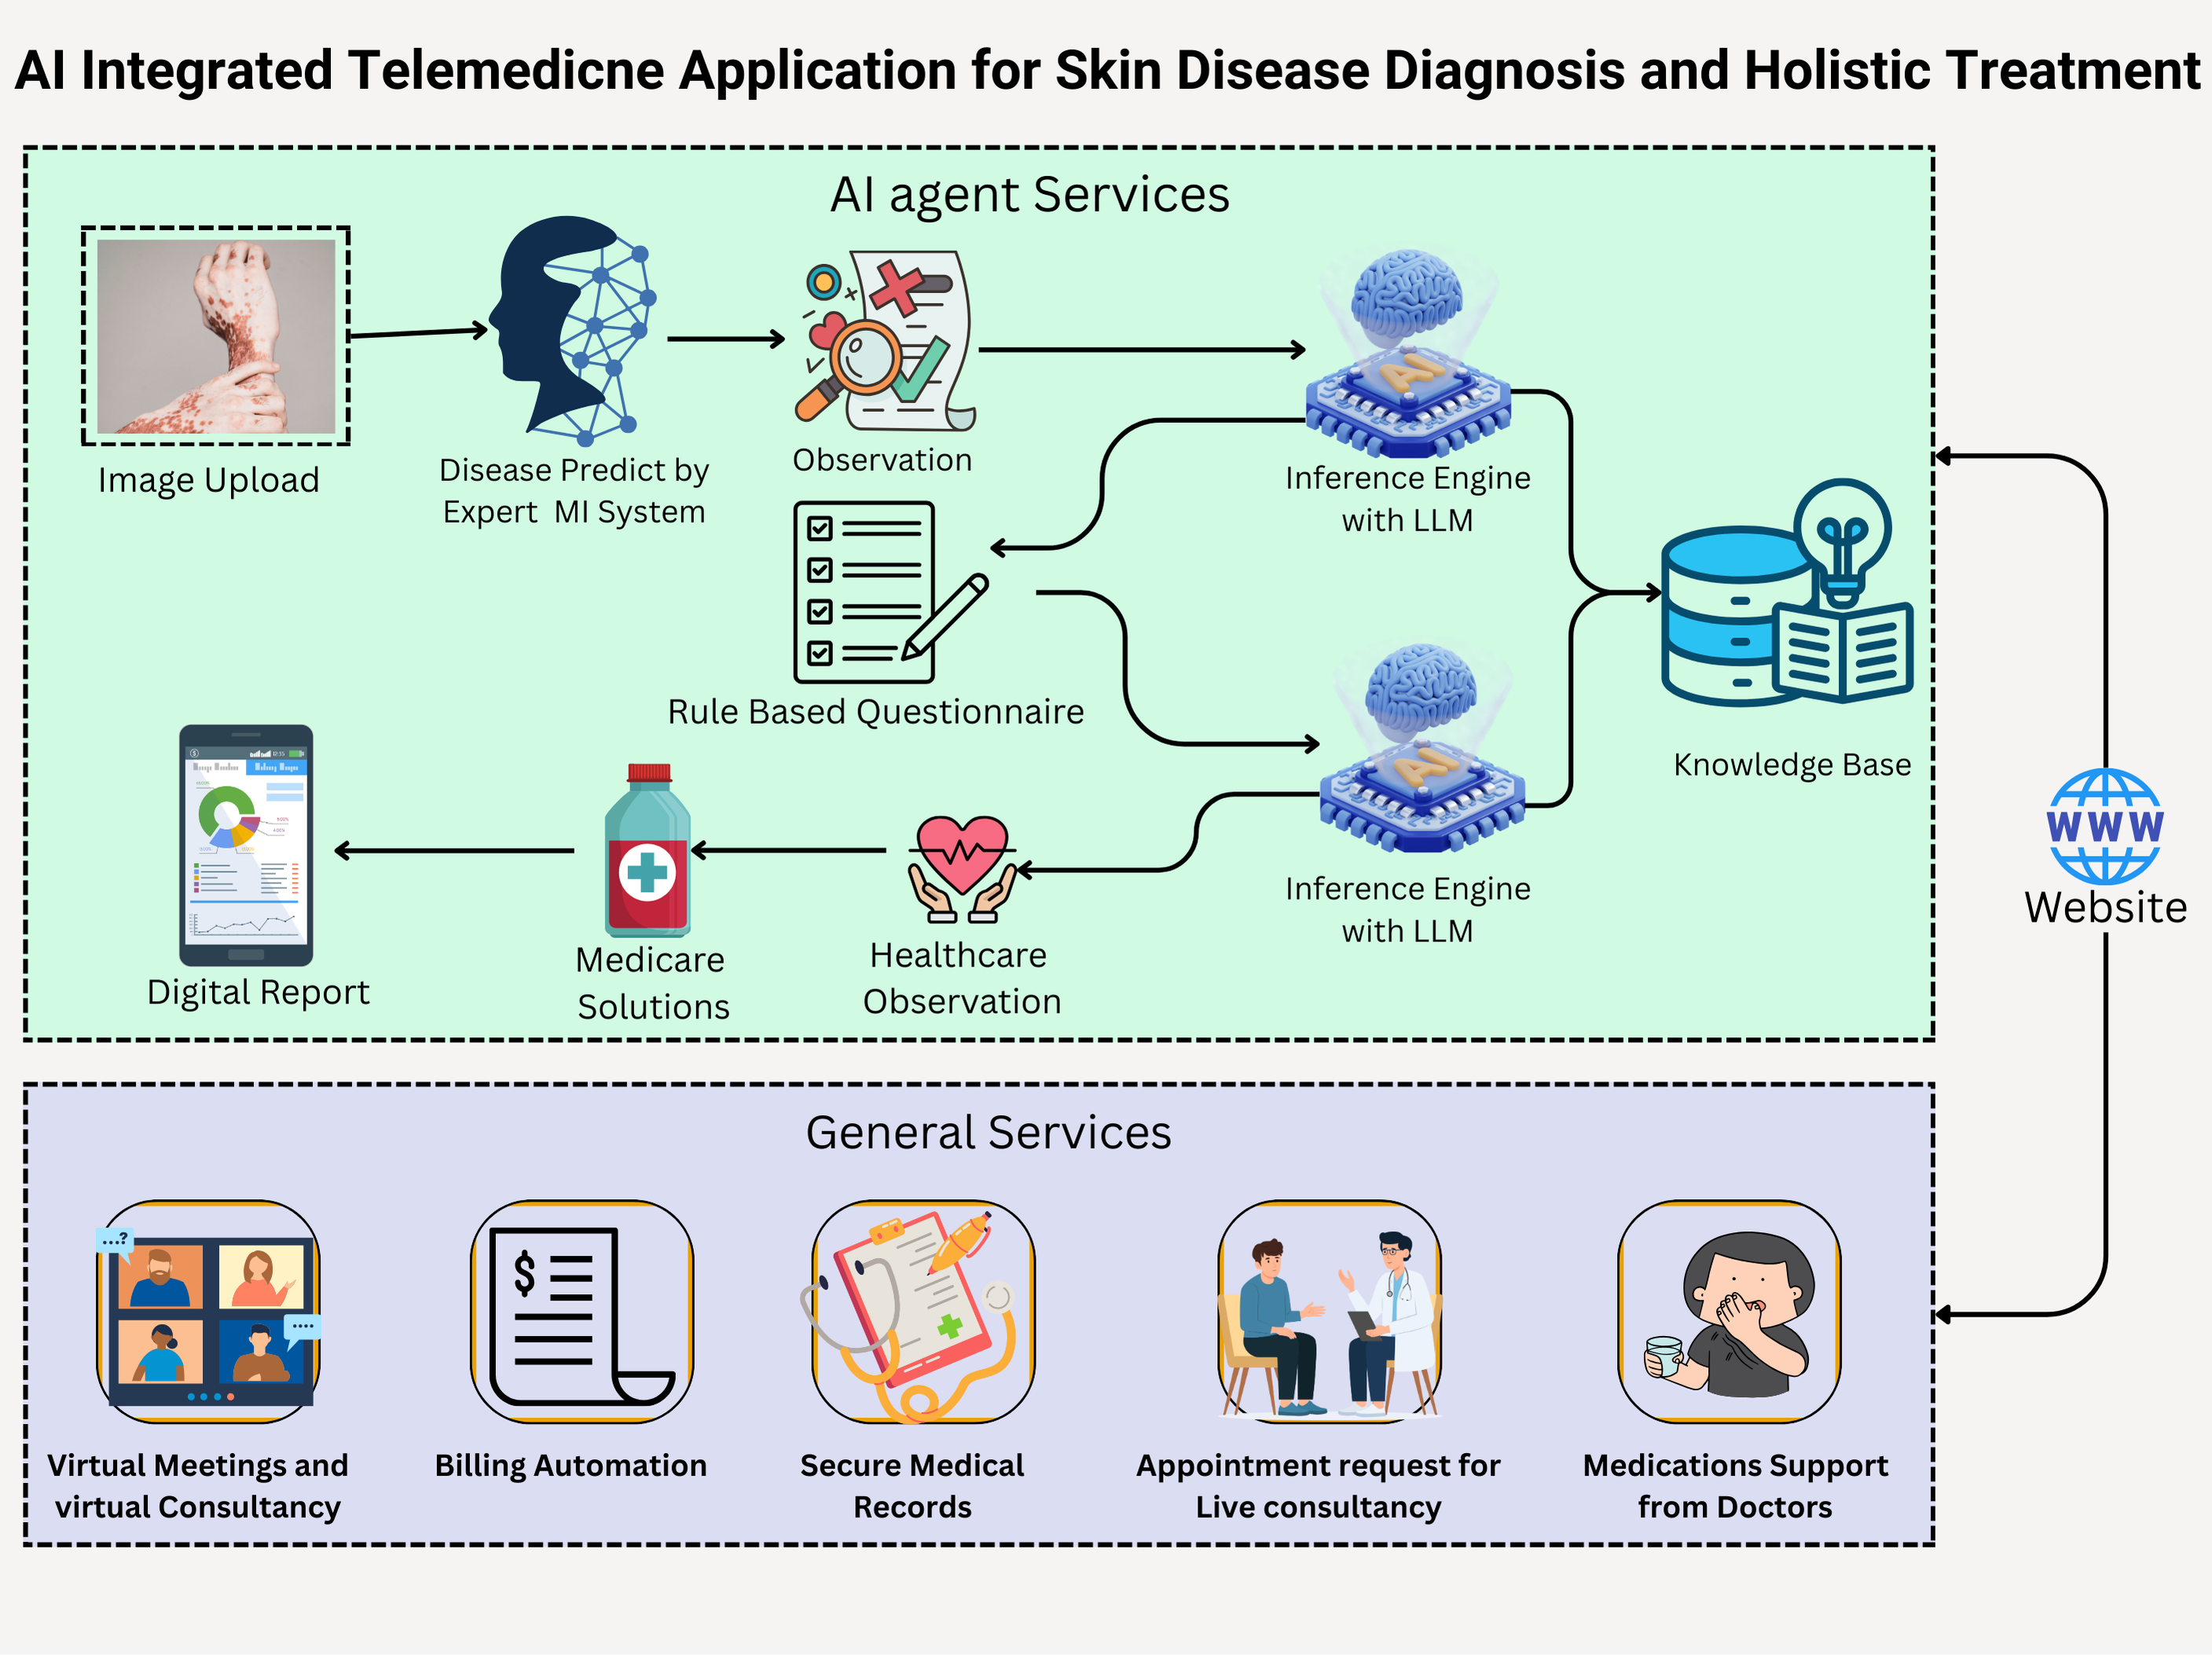 AI Integrated Telemedicne Application for Skin Disease Diagnosis and Holistic Treatment
AI agent Services
Image Upload
Disease Predict by
Expert MI System
Observation
AI
Inference Engine
with LLM
Rule Based Questionnaire
Knowledge Base
AI
Inference Engine
with LLM
Healthcare
Observation
Medicare
Solutions
Digital Report
WWW
Website
General Services
...?
....
$
Virtual Meetings and
virtual Consultancy
Billing Automation
Secure Medical
Records
Appointment request for
Live consultancy
Medications Support
from Doctors